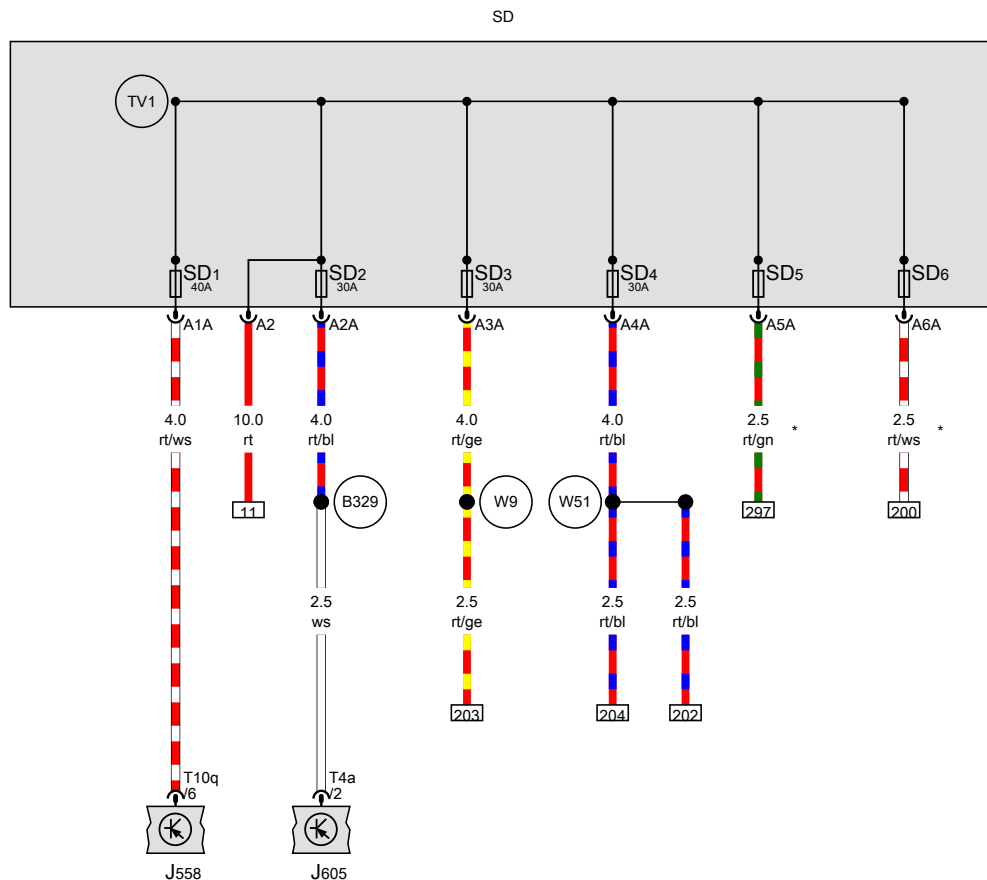 SD
TV1
SD1 SD2 SD3 SD4 SD5 SD6
40A 30A 30A 30A
A1A A2 A2A A3A A4A A5A A6A
4.0 10.0 4.0 4.0 4.0 2.5 2.5
rt/ws rt rt/bl rt/ge rt/bl rt/gn * rt/ws *
B329 W9 W51
11 297 200
2.5 2.5 2.5 2.5
ws rt/ge rt/bl rt/bl
203 204 202
T10q T4a
/6 /2
J558 J605